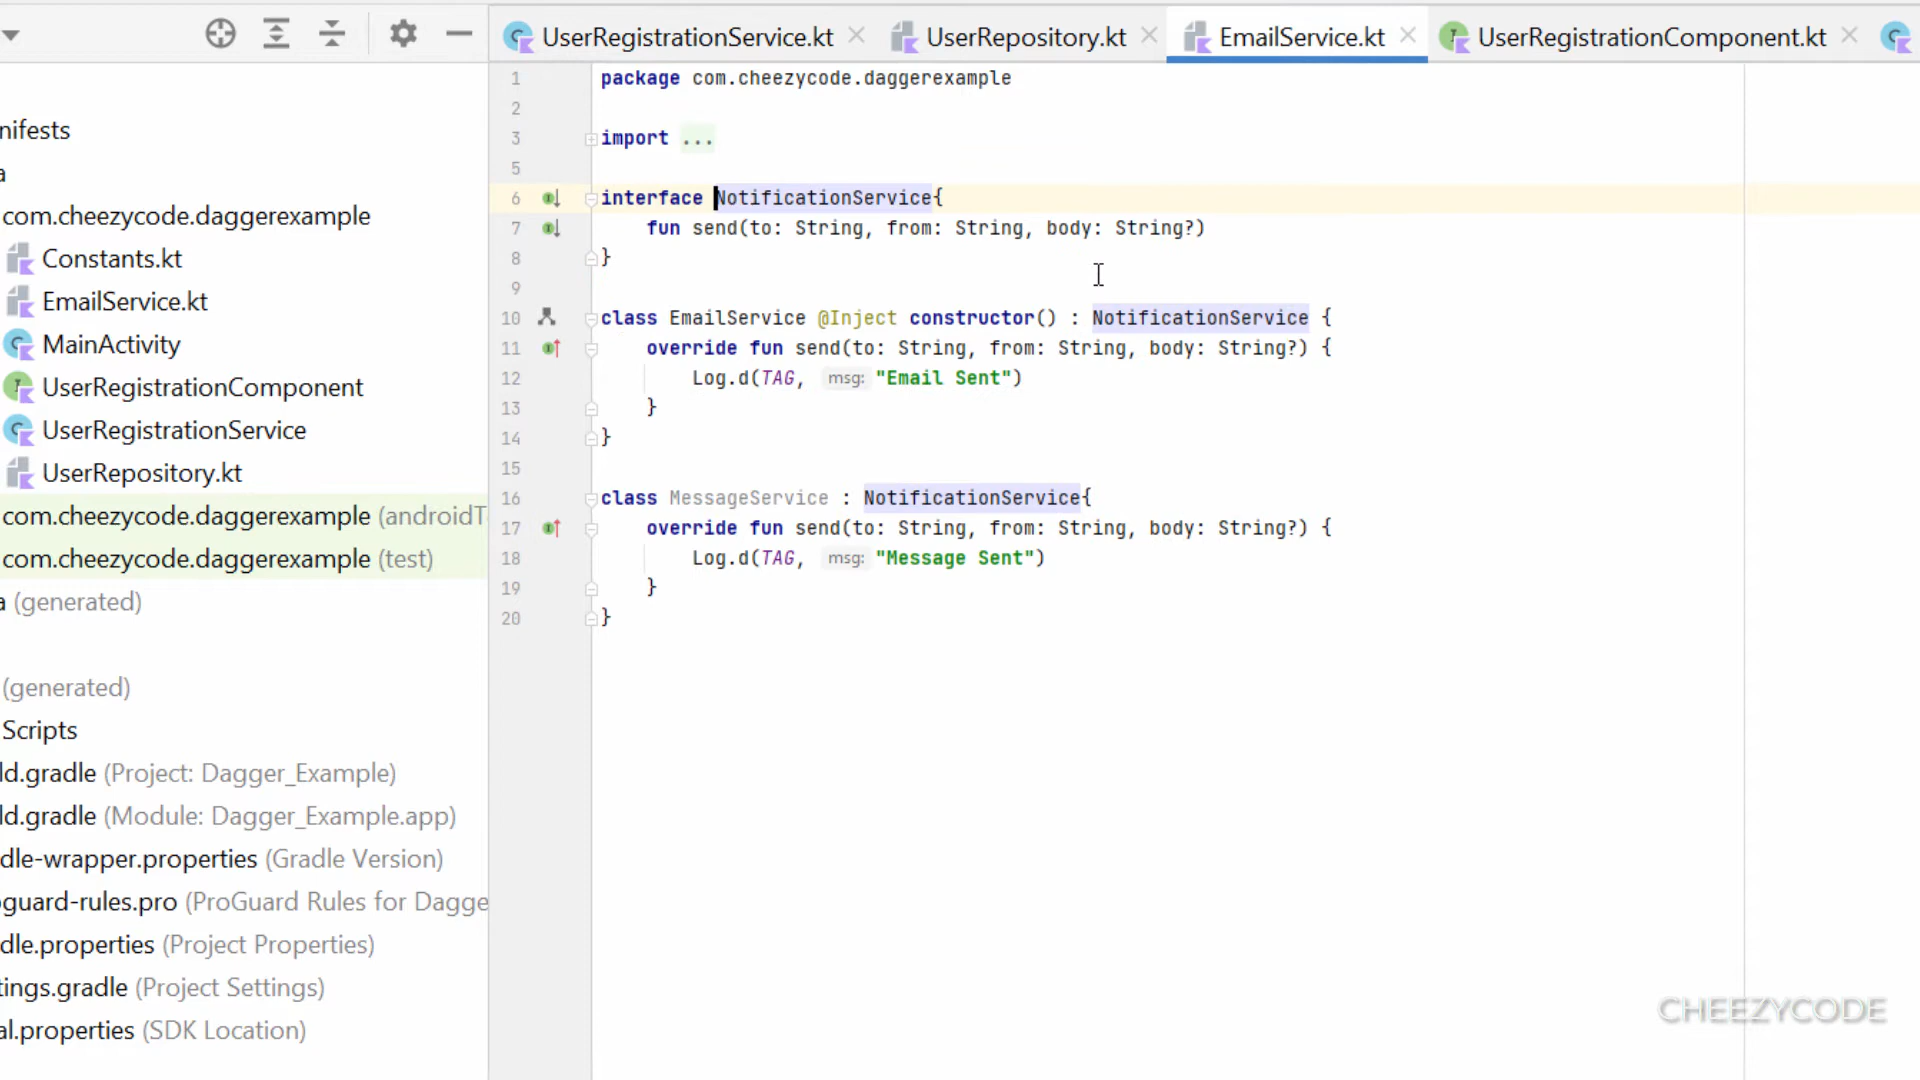 UserRegistrationService.kt UserRepository.kt EmailService.kt UserRegistrationComponent.kt
nifests
a
com.cheezycode.daggerexample
Constants.kt
EmailService.kt
MainActivity
UserRegistrationComponent
UserRegistrationService
UserRepository.kt
com.cheezycode.daggerexample (androidT
com.cheezycode.daggerexample (test)
a (generated)
(generated)
Scripts
ld.gradle (Project: Dagger_Example)
ld.gradle (Module: Dagger_Example.app)
dle-wrapper.properties (Gradle Version)
guard-rules.pro (ProGuard Rules for Dagge
dle.properties (Project Properties)
tings.gradle (Project Settings)
al.properties (SDK Location)
1 package com.cheezycode.daggerexample
2
3 import ...
5
6 interface NotificationService{
7 fun send(to: String, from: String, body: String?)
8 }
9
10 class EmailService @Inject constructor() : NotificationService {
11 override fun send(to: String, from: String, body: String?) {
12 Log.d(TAG, msg: "Email Sent")
13 }
14 }
15
16 class MessageService : NotificationService{
17 override fun send(to: String, from: String, body: String?) {
18 Log.d(TAG, msg: "Message Sent")
19 }
20 }
CHEEZYCODE